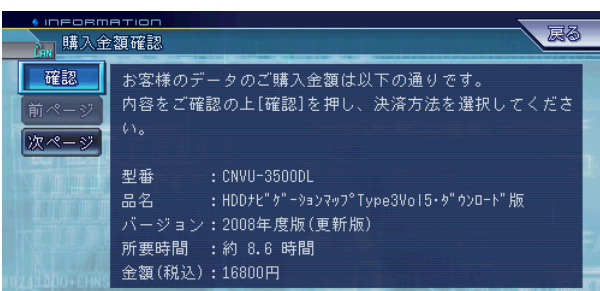 INFORMATION
LAN 購入金額確認
戻る
確認
前ページ
次ページ
お客様のデータのご購入金額は以下の通りです。
内容をご確認の上[確認]を押し、決済方法を選択してくださ
い。
型番　　　：CNVU-3500DL
品名　　　：HDDﾅﾋﾞｹﾞｰｼｮﾝﾏｯﾌﾟType3Vol5･ﾀﾞｳﾝﾛｰﾄﾞ版
バージョン：2008年度版(更新版)
所要時間　：約 8.6 時間
金額(税込)：16800円